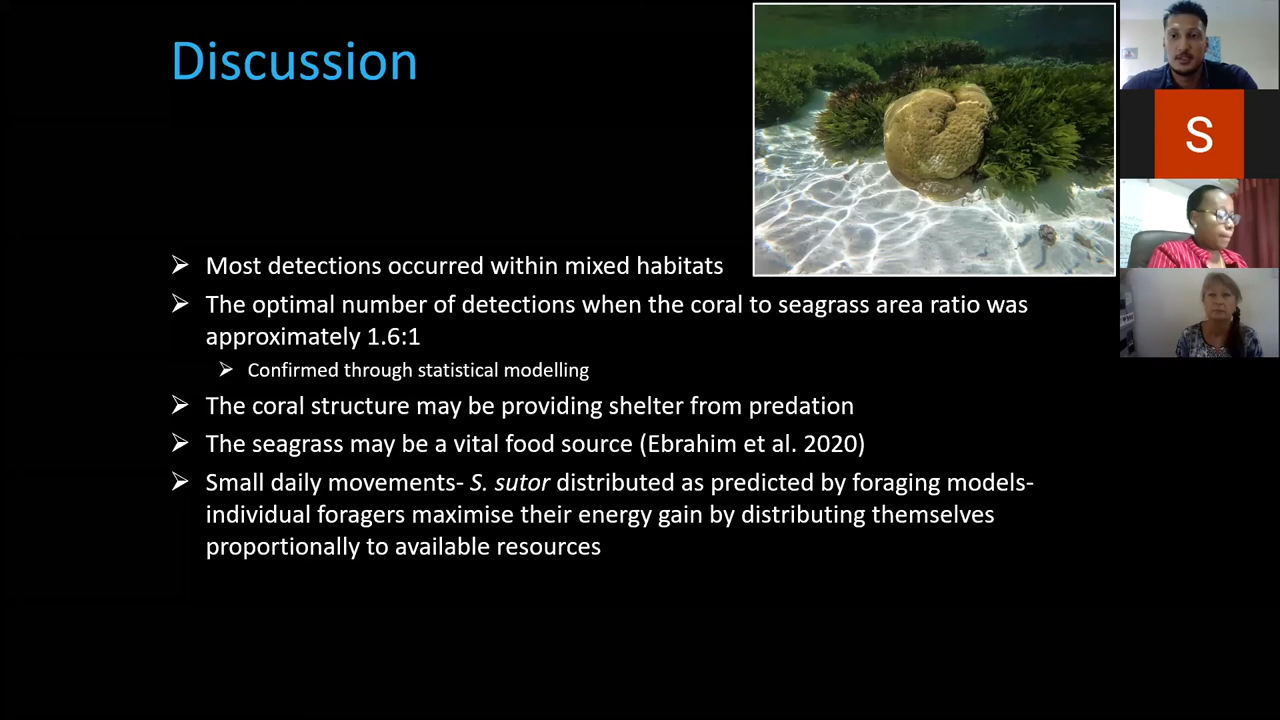 Discussion
S
➢ Most detections occurred within mixed habitats
➢ The optimal number of detections when the coral to seagrass area ratio was
approximately 1.6:1
➢ Confirmed through statistical modelling
➢ The coral structure may be providing shelter from predation
➢ The seagrass may be a vital food source (Ebrahim et al. 2020)
➢ Small daily movements- S. sutor distributed as predicted by foraging models-
individual foragers maximise their energy gain by distributing themselves
proportionally to available resources